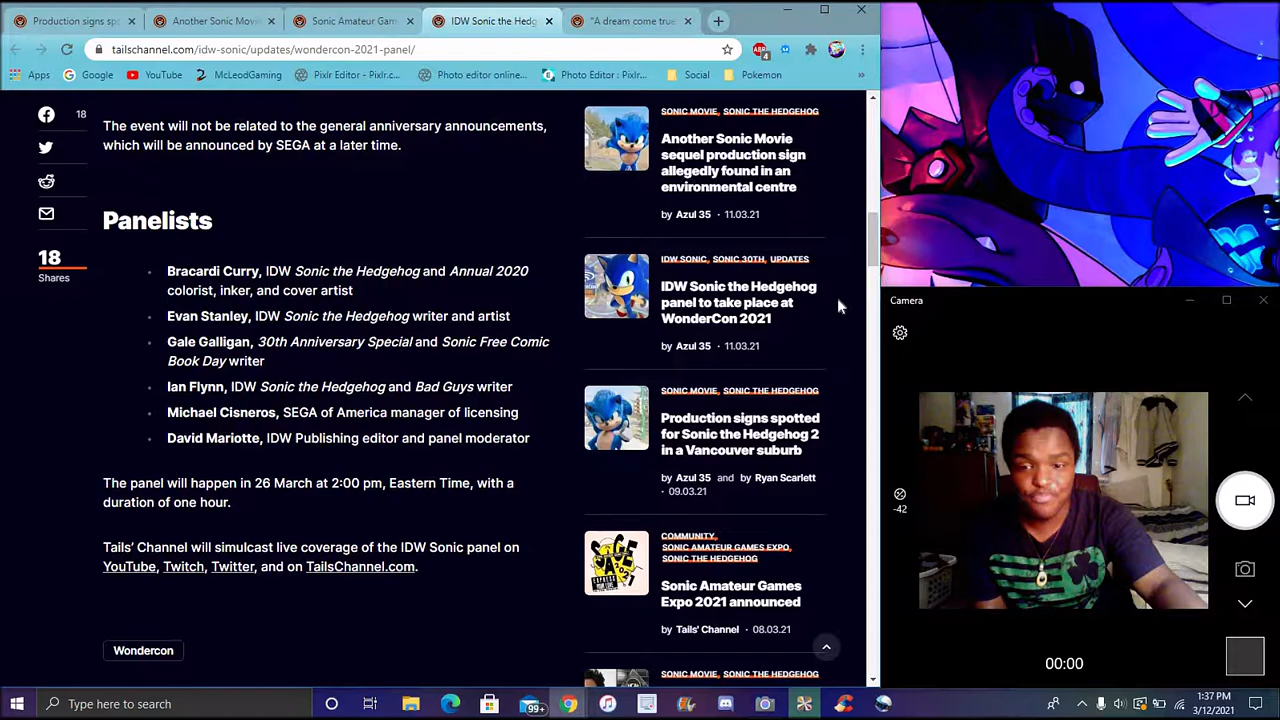 Production signs sp
Another Sonic Movi
Sonic Amateur Gam
IDW Sonic the Hedg
"A dream come true
tailschannel.com/idw-sonic/updates/wondercon-2021-panel/
Apps
Google
YouTube
McLeodGaming
Pixlr Editor - Pixlr.c...
Photo editor online...
Photo Editor : Pixlr...
Social
Pokemon
»
18
The event will not be related to the general anniversary announcements,
which will be announced by SEGA at a later time.
Panelists
18
Shares
Bracardi Curry, IDW Sonic the Hedgehog and Annual 2020
colorist, inker, and cover artist
Evan Stanley, IDW Sonic the Hedgehog writer and artist
Gale Galligan, 30th Anniversary Special and Sonic Free Comic
Book Day writer
Ian Flynn, IDW Sonic the Hedgehog and Bad Guys writer
Michael Cisneros, SEGA of America manager of licensing
David Mariotte, IDW Publishing editor and panel moderator
The panel will happen in 26 March at 2:00 pm, Eastern Time, with a
duration of one hour.
Tails' Channel will simulcast live coverage of the IDW Sonic panel on
YouTube, Twitch, Twitter, and on TailsChannel.com.
Wondercon
SONIC MOVIE, SONIC THE HEDGEHOG
Another Sonic Movie
sequel production sign
allegedly found in an
environmental centre
by Azul 35 · 11.03.21
IDW SONIC, SONIC 30TH, UPDATES
IDW Sonic the Hedgehog
panel to take place at
WonderCon 2021
by Azul 35 · 11.03.21
SONIC MOVIE, SONIC THE HEDGEHOG
Production signs spotted
for Sonic the Hedgehog 2
in a Vancouver suburb
by Azul 35 and by Ryan Scarlett
· 09.03.21
COMMUNITY,
SONIC AMATEUR GAMES EXPO,
SONIC THE HEDGEHOG
Sonic Amateur Games
Expo 2021 announced
by Tails' Channel · 08.03.21
SONIC MOVIE, SONIC THE HEDGEHOG
Camera
-42
00:00
Type here to search
99+
1:37 PM
3/12/2021